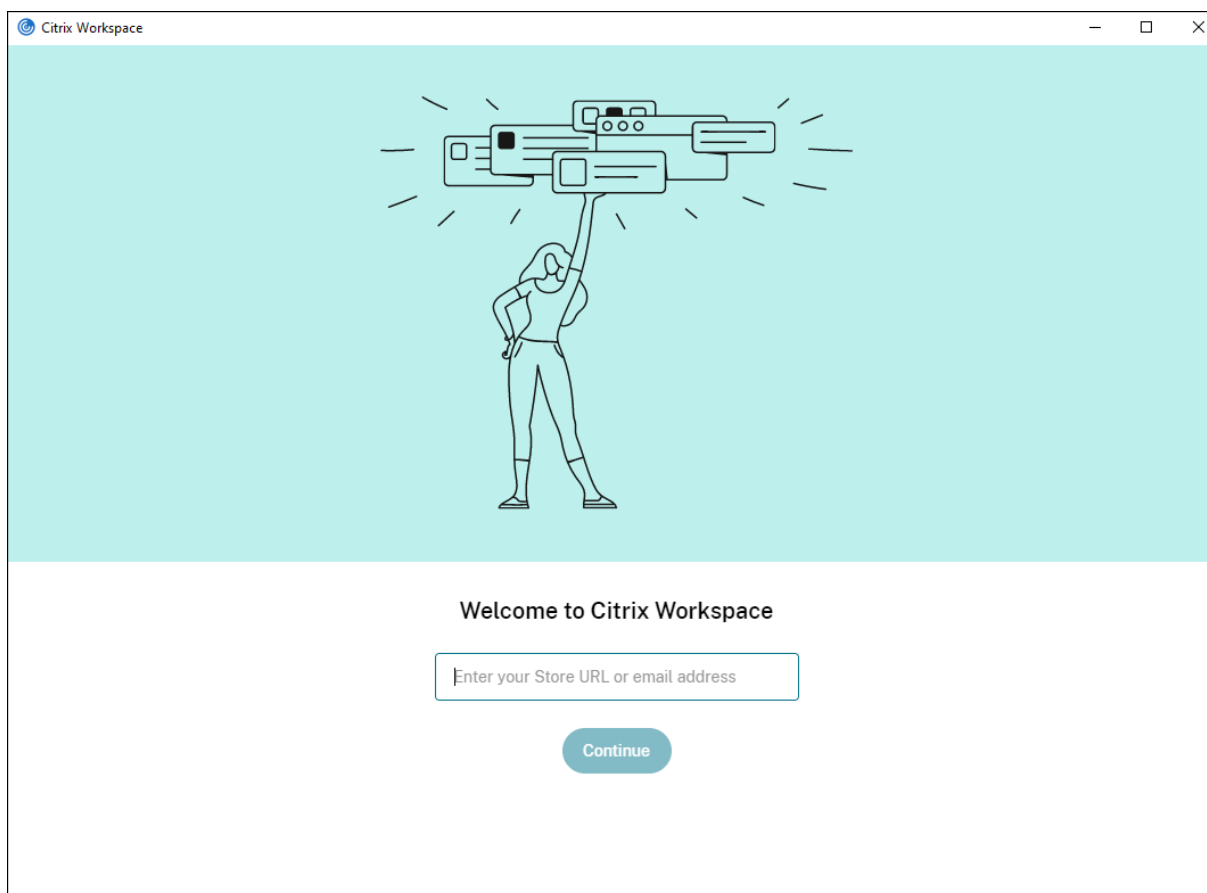 Citrix Workspace
Welcome to Citrix Workspace
Enter your Store URL or email address
Continue